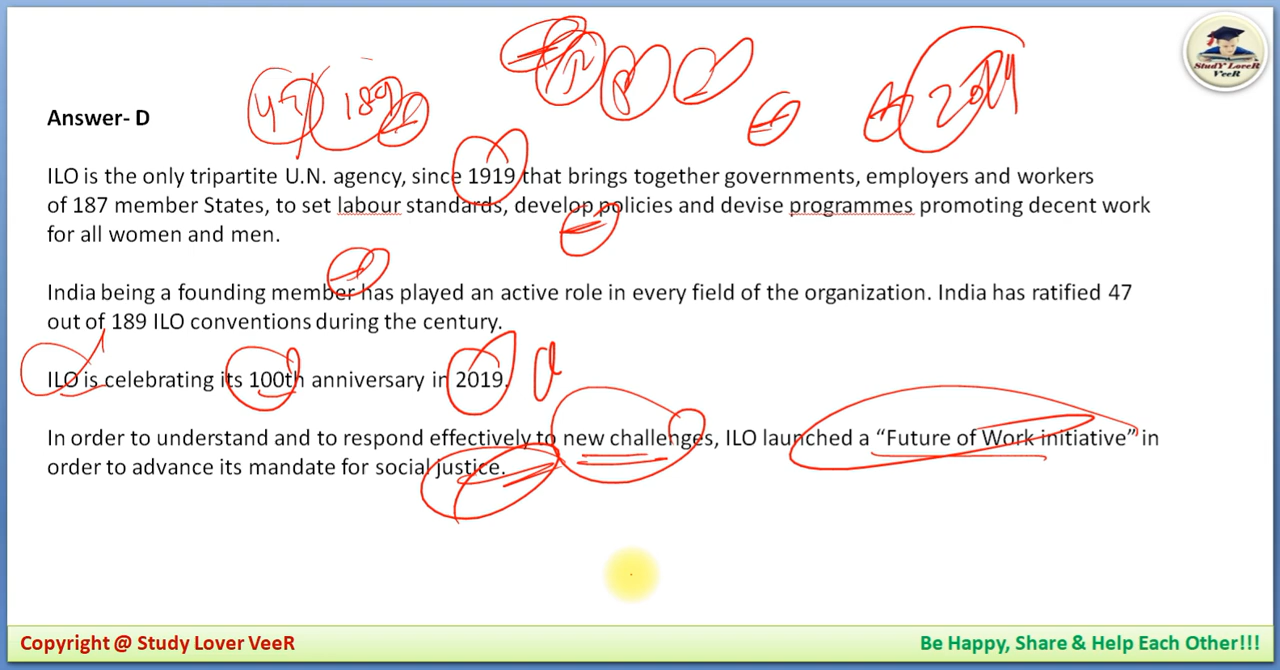 StudY LoveR
VeeR
47 189
2019
Answer- D
ILO is the only tripartite U.N. agency, since 1919 that brings together governments, employers and workers
of 187 member States, to set labour standards, develop policies and devise programmes promoting decent work
for all women and men.
India being a founding member has played an active role in every field of the organization. India has ratified 47
out of 189 ILO conventions during the century.
ILO is celebrating its 100th anniversary in 2019.
In order to understand and to respond effectively to new challenges, ILO launched a “Future of Work initiative” in
order to advance its mandate for social justice.
Copyright @ Study Lover VeeR
Be Happy, Share & Help Each Other!!!